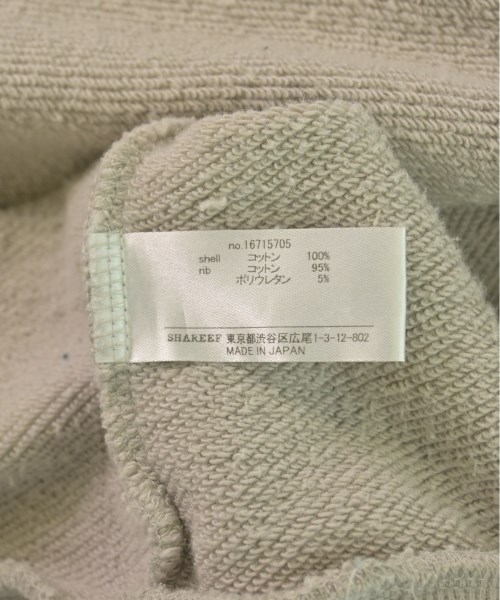 no.16715705
shell コットン 100%
rib コットン 95%
ポリウレタン 5%
SHAREEF 東京都渋谷区広尾1-3-12-802
MADE IN JAPAN